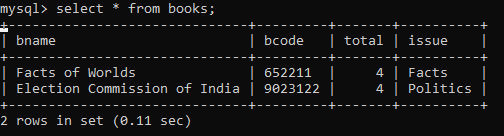 mysql> select * from books;
+------------------------------+---------+-------+----------+
| bname                        | bcode   | total | issue    |
+------------------------------+---------+-------+----------+
| Facts of Worlds              | 652211  |     4 | Facts    |
| Election Commission of India | 9023122 |     4 | Politics |
+------------------------------+---------+-------+----------+
2 rows in set (0.11 sec)